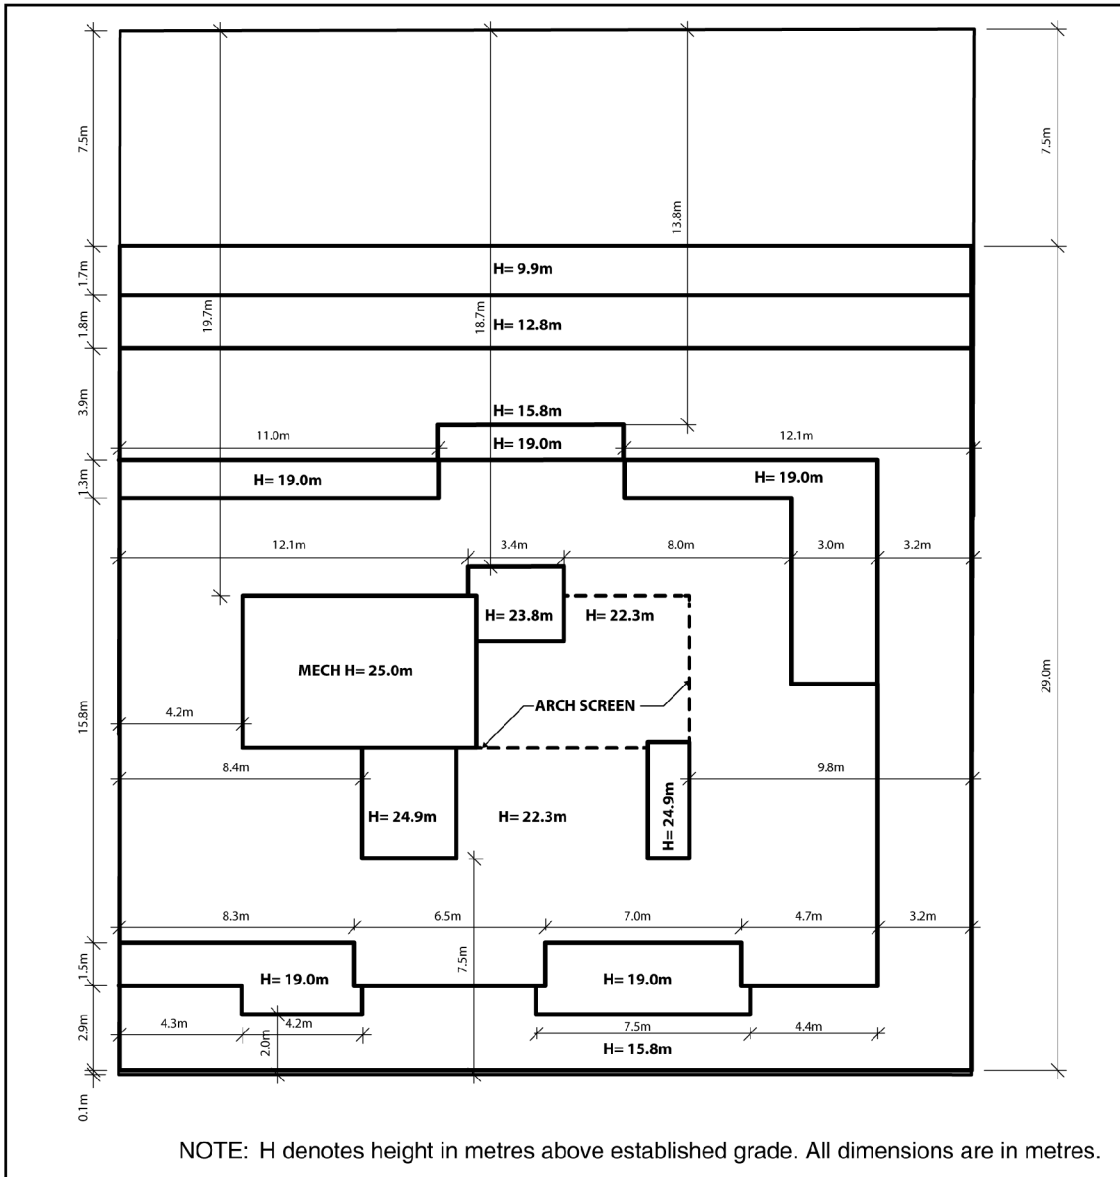 7.5m
7.5m
13.8m
1.7m
H= 9.9m
19.7m
18.7m
1.8m
H= 12.8m
3.9m
H= 15.8m
11.0m
H= 19.0m
12.1m
1.3m
H= 19.0m
H= 19.0m
12.1m
3.4m
8.0m
3.0m
3.2m
H= 23.8m
H= 22.3m
MECH H= 25.0m
29.0m
ARCH SCREEN
15.8m
4.2m
8.4m
9.8m
H= 24.9m
H= 22.3m
H= 24.9m
8.3m
6.5m
7.0m
4.7m
3.2m
7.5m
1.5m
H= 19.0m
H= 19.0m
2.9m
4.3m
4.2m
2.0m
7.5m
4.4m
H= 15.8m
0.1m
NOTE: H denotes height in metres above established grade. All dimensions are in metres.